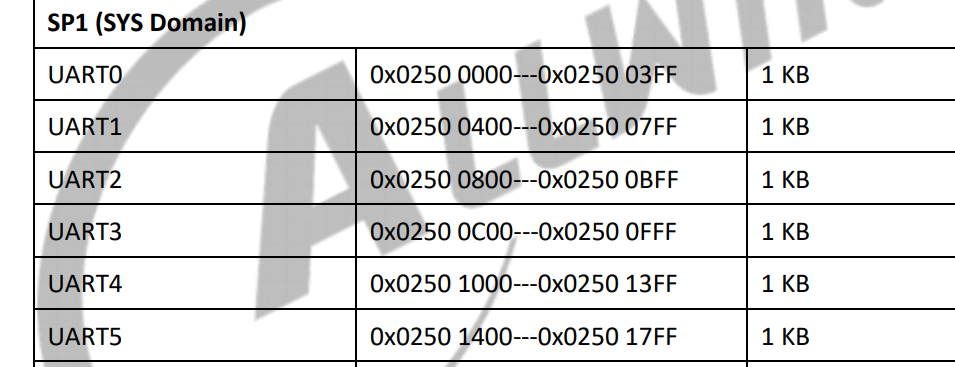 SP1 (SYS Domain)
UART0 0x0250 0000---0x0250 03FF 1 KB
UART1 0x0250 0400---0x0250 07FF 1 KB
UART2 0x0250 0800---0x0250 0BFF 1 KB
UART3 0x0250 0C00---0x0250 0FFF 1 KB
UART4 0x0250 1000---0x0250 13FF 1 KB
UART5 0x0250 1400---0x0250 17FF 1 KB